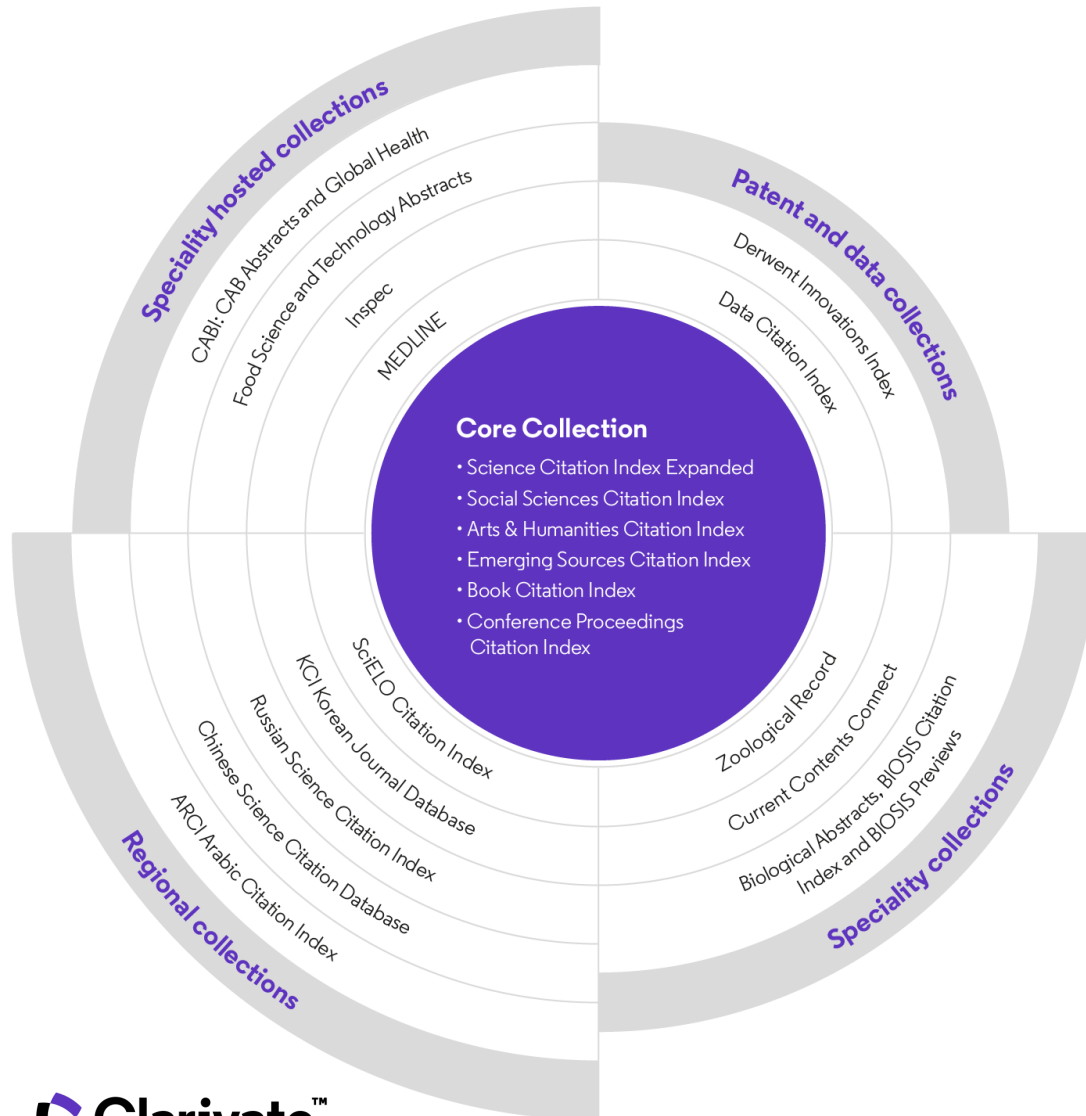 Speciality hosted collections
CABI: CAB Abstracts and Global Health
Food Science and Technology Abstracts
Inspec
MEDLINE
Patent and data collections
Derwent Innovations Index
Data Citation Index
Core Collection
• Science Citation Index Expanded
• Social Sciences Citation Index
• Arts & Humanities Citation Index
• Emerging Sources Citation Index
• Book Citation Index
• Conference Proceedings
Citation Index
SciELO Citation Index
KCI Korean Journal Database
Russian Science Citation Index
Chinese Science Citation Database
ARCI Arabic Citation Index
Regional collections
Zoological Record
Current Contents Connect
Biological Abstracts, BIOSIS Citation
Index and BIOSIS Previews
Speciality collections
Clarivate™